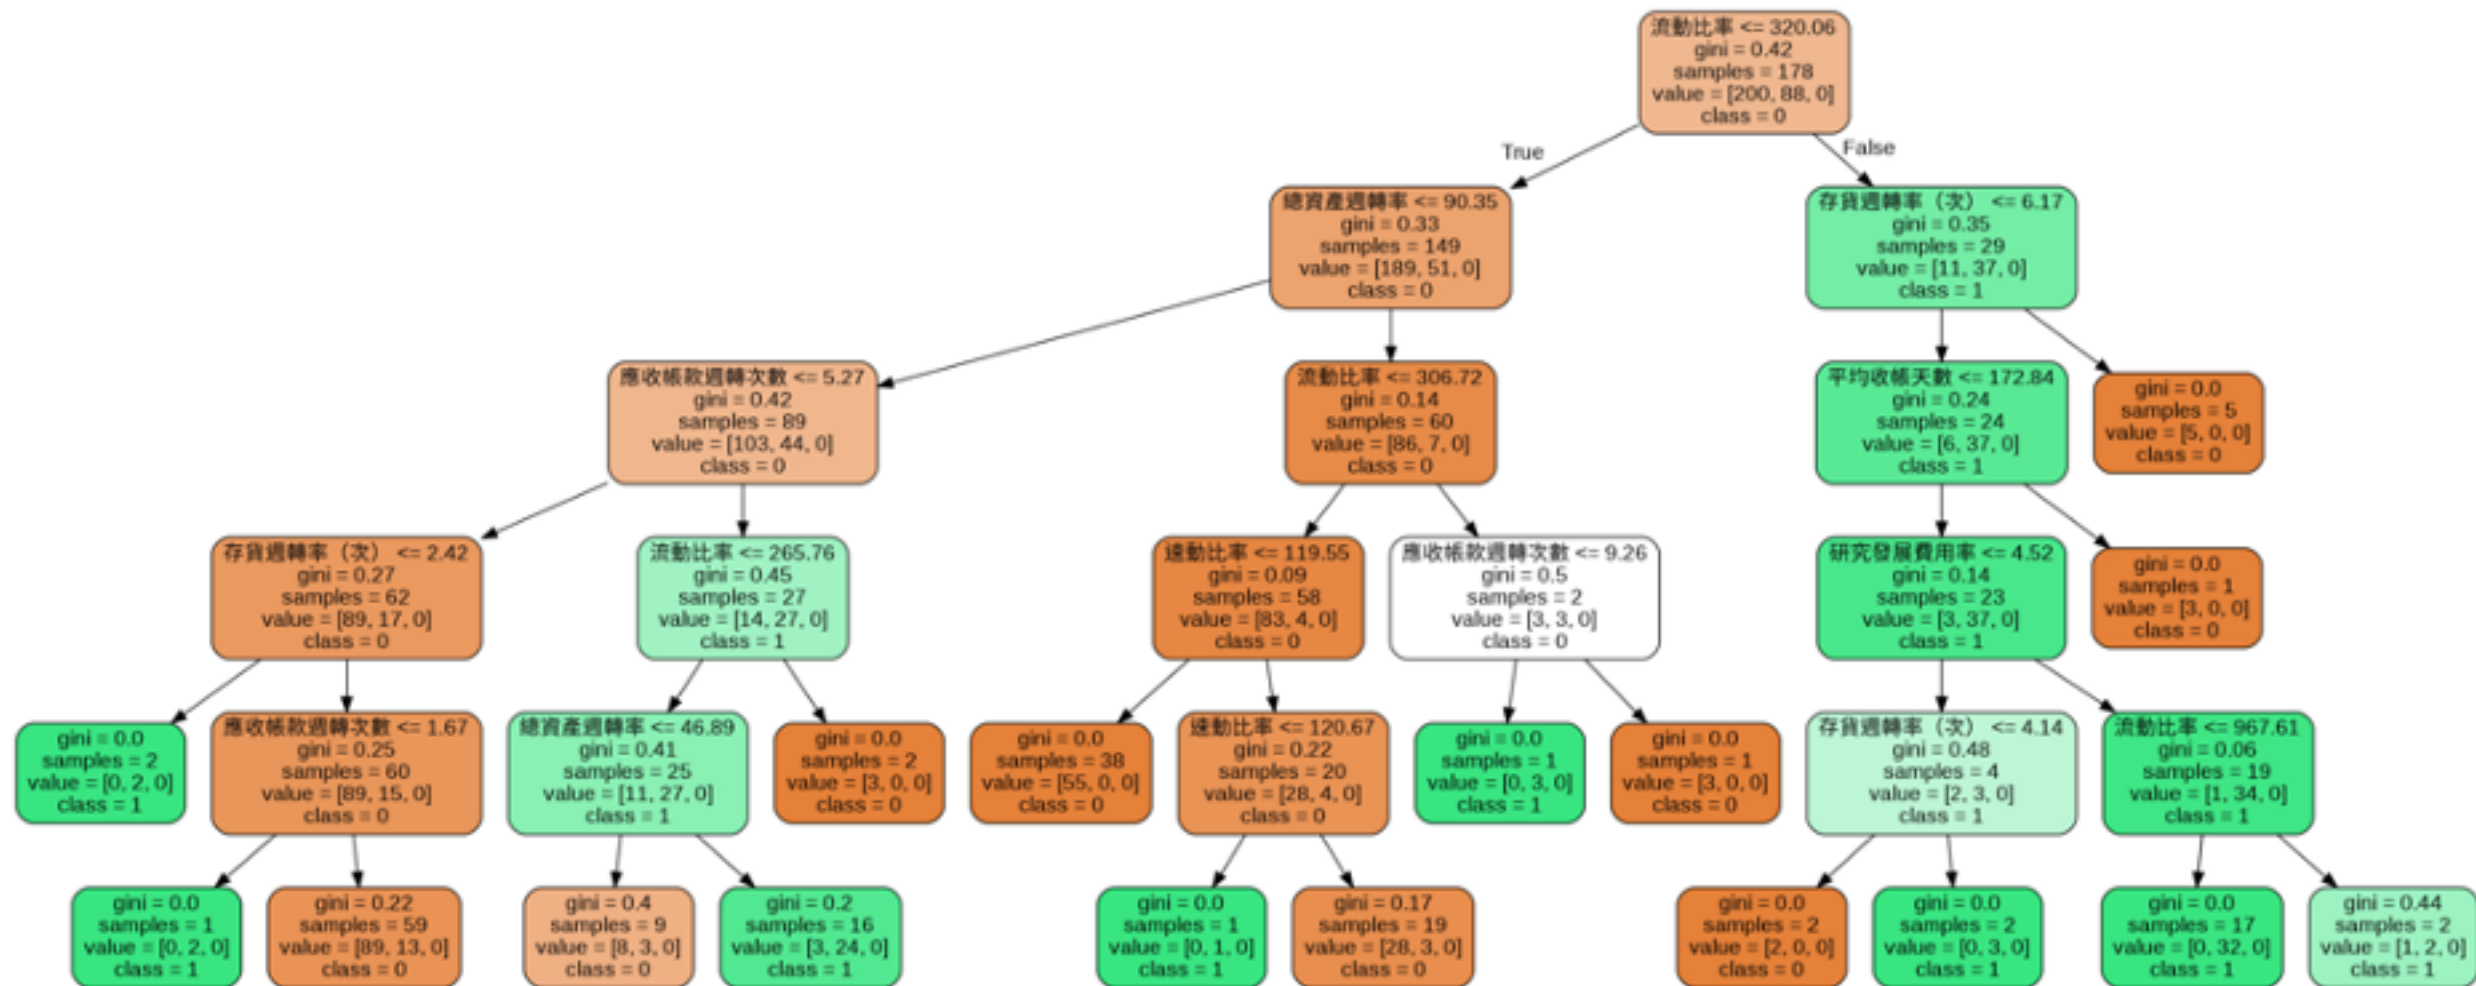 流動比率 <= 320.06
gini = 0.42
samples = 178
value = [200, 88, 0]
class = 0
True
False
總資產週轉率 <= 90.35
gini = 0.33
samples = 149
value = [189, 51, 0]
class = 0
存貨週轉率（次） <= 6.17
gini = 0.35
samples = 29
value = [11, 37, 0]
class = 1
應收帳款週轉次數 <= 5.27
gini = 0.42
samples = 89
value = [103, 44, 0]
class = 0
流動比率 <= 306.72
gini = 0.14
samples = 60
value = [86, 7, 0]
class = 0
平均收帳天數 <= 172.84
gini = 0.24
samples = 24
value = [6, 37, 0]
class = 1
gini = 0.0
samples = 5
value = [5, 0, 0]
class = 0
存貨週轉率（次） <= 2.42
gini = 0.27
samples = 62
value = [89, 17, 0]
class = 0
流動比率 <= 265.76
gini = 0.45
samples = 27
value = [14, 27, 0]
class = 1
速動比率 <= 119.55
gini = 0.09
samples = 58
value = [83, 4, 0]
class = 0
應收帳款週轉次數 <= 9.26
gini = 0.5
samples = 2
value = [3, 3, 0]
class = 0
研究發展費用率 <= 4.52
gini = 0.14
samples = 23
value = [3, 37, 0]
class = 1
gini = 0.0
samples = 1
value = [3, 0, 0]
class = 0
gini = 0.0
samples = 2
value = [0, 2, 0]
class = 1
應收帳款週轉次數 <= 1.67
gini = 0.25
samples = 60
value = [89, 15, 0]
class = 0
總資產週轉率 <= 46.89
gini = 0.41
samples = 25
value = [11, 27, 0]
class = 1
gini = 0.0
samples = 2
value = [3, 0, 0]
class = 0
gini = 0.0
samples = 38
value = [55, 0, 0]
class = 0
速動比率 <= 120.67
gini = 0.22
samples = 20
value = [28, 4, 0]
class = 0
gini = 0.0
samples = 1
value = [0, 3, 0]
class = 1
gini = 0.0
samples = 1
value = [3, 0, 0]
class = 0
存貨週轉率（次） <= 4.14
gini = 0.48
samples = 4
value = [2, 3, 0]
class = 1
流動比率 <= 967.61
gini = 0.06
samples = 19
value = [1, 34, 0]
class = 1
gini = 0.0
samples = 1
value = [0, 2, 0]
class = 1
gini = 0.22
samples = 59
value = [89, 13, 0]
class = 0
gini = 0.4
samples = 9
value = [8, 3, 0]
class = 0
gini = 0.2
samples = 16
value = [3, 24, 0]
class = 1
gini = 0.0
samples = 1
value = [0, 1, 0]
class = 1
gini = 0.17
samples = 19
value = [28, 3, 0]
class = 0
gini = 0.0
samples = 2
value = [2, 0, 0]
class = 0
gini = 0.0
samples = 2
value = [0, 3, 0]
class = 1
gini = 0.0
samples = 17
value = [0, 32, 0]
class = 1
gini = 0.44
samples = 2
value = [1, 2, 0]
class = 1